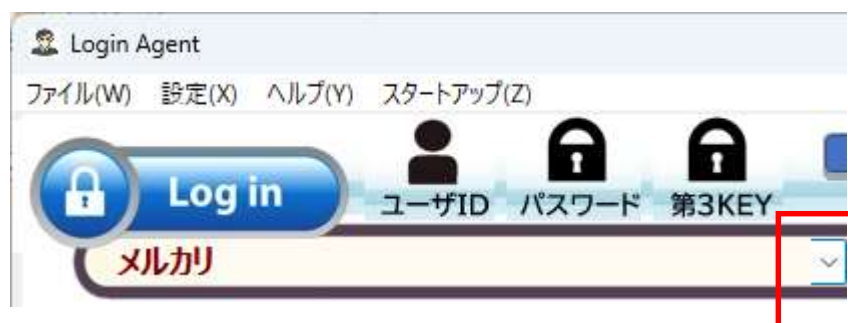 Login Agent
ファイル(W) 設定(X) ヘルプ(Y) スタートアップ(Z)
Log in ユーザID パスワード 第3KEY
メルカリ